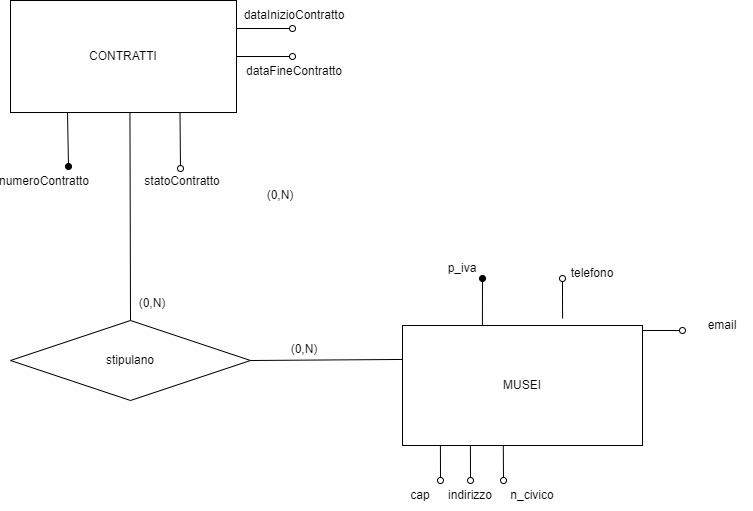 dataInizioContratto
CONTRATTI
dataFineContratto
numeroContratto
statoContratto
(0,N)
p_iva
telefono
(0,N)
email
(0,N)
stipulano
MUSEI
cap
indirizzo
n_civico